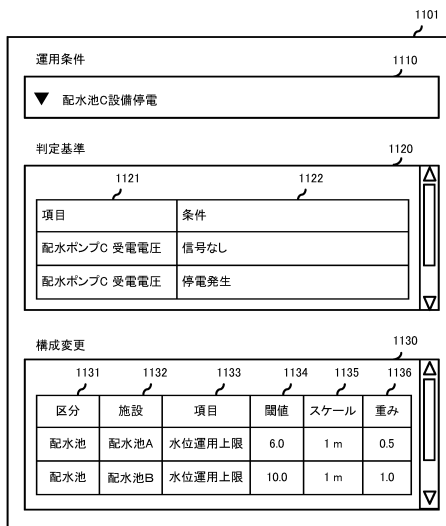 1101
運用条件
1110
▼ 配水池C設備停電
判定基準
1120
1121 1122
項目 条件
配水ポンプC 受電電圧 信号なし
配水ポンプC 受電電圧 停電発生
構成変更
1130
1131 1132 1133 1134 1135 1136
区分 施設 項目 閾値 スケール 重み
配水池 配水池A 水位運用上限 6.0 1 m 0.5
配水池 配水池B 水位運用上限 10.0 1 m 1.0